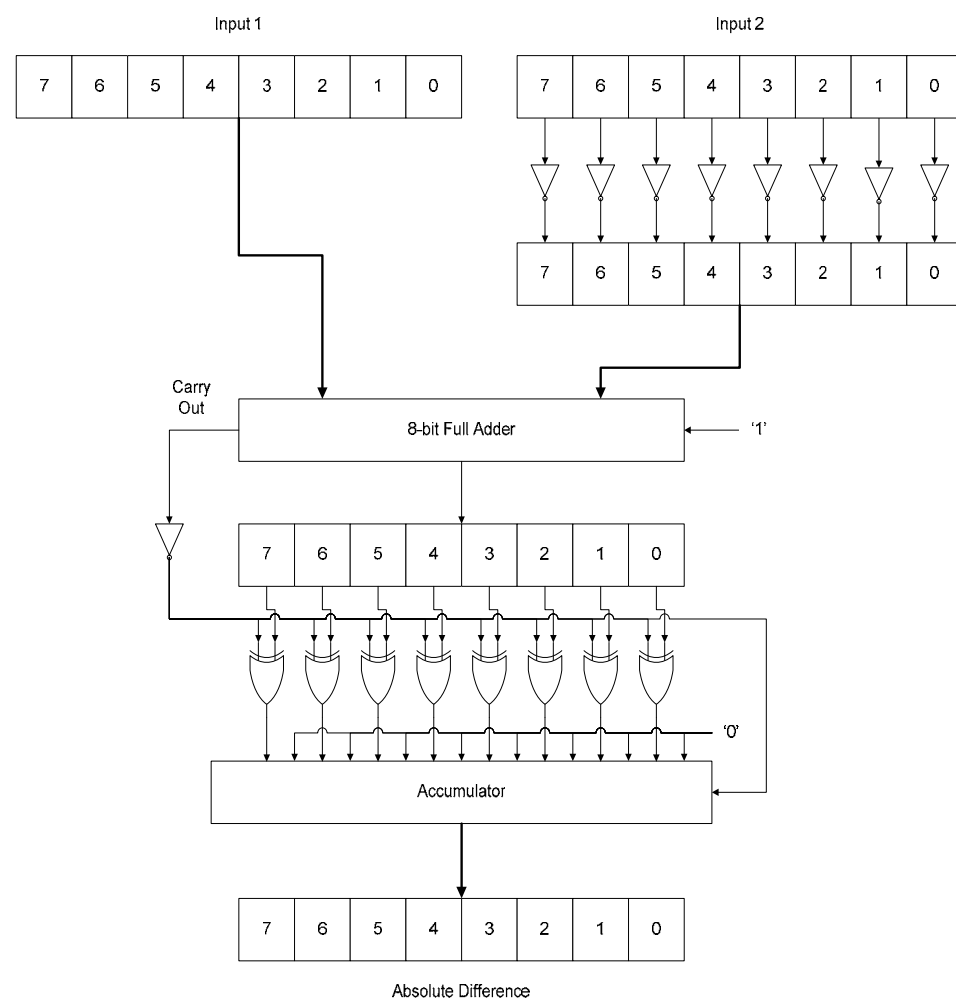 Input 1
Input 2
7 6 5 4 3 2 1 0
7 6 5 4 3 2 1 0
7 6 5 4 3 2 1 0
Carry
Out
8-bit Full Adder
‘1’
7 6 5 4 3 2 1 0
‘0’
Accumulator
7 6 5 4 3 2 1 0
Absolute Difference